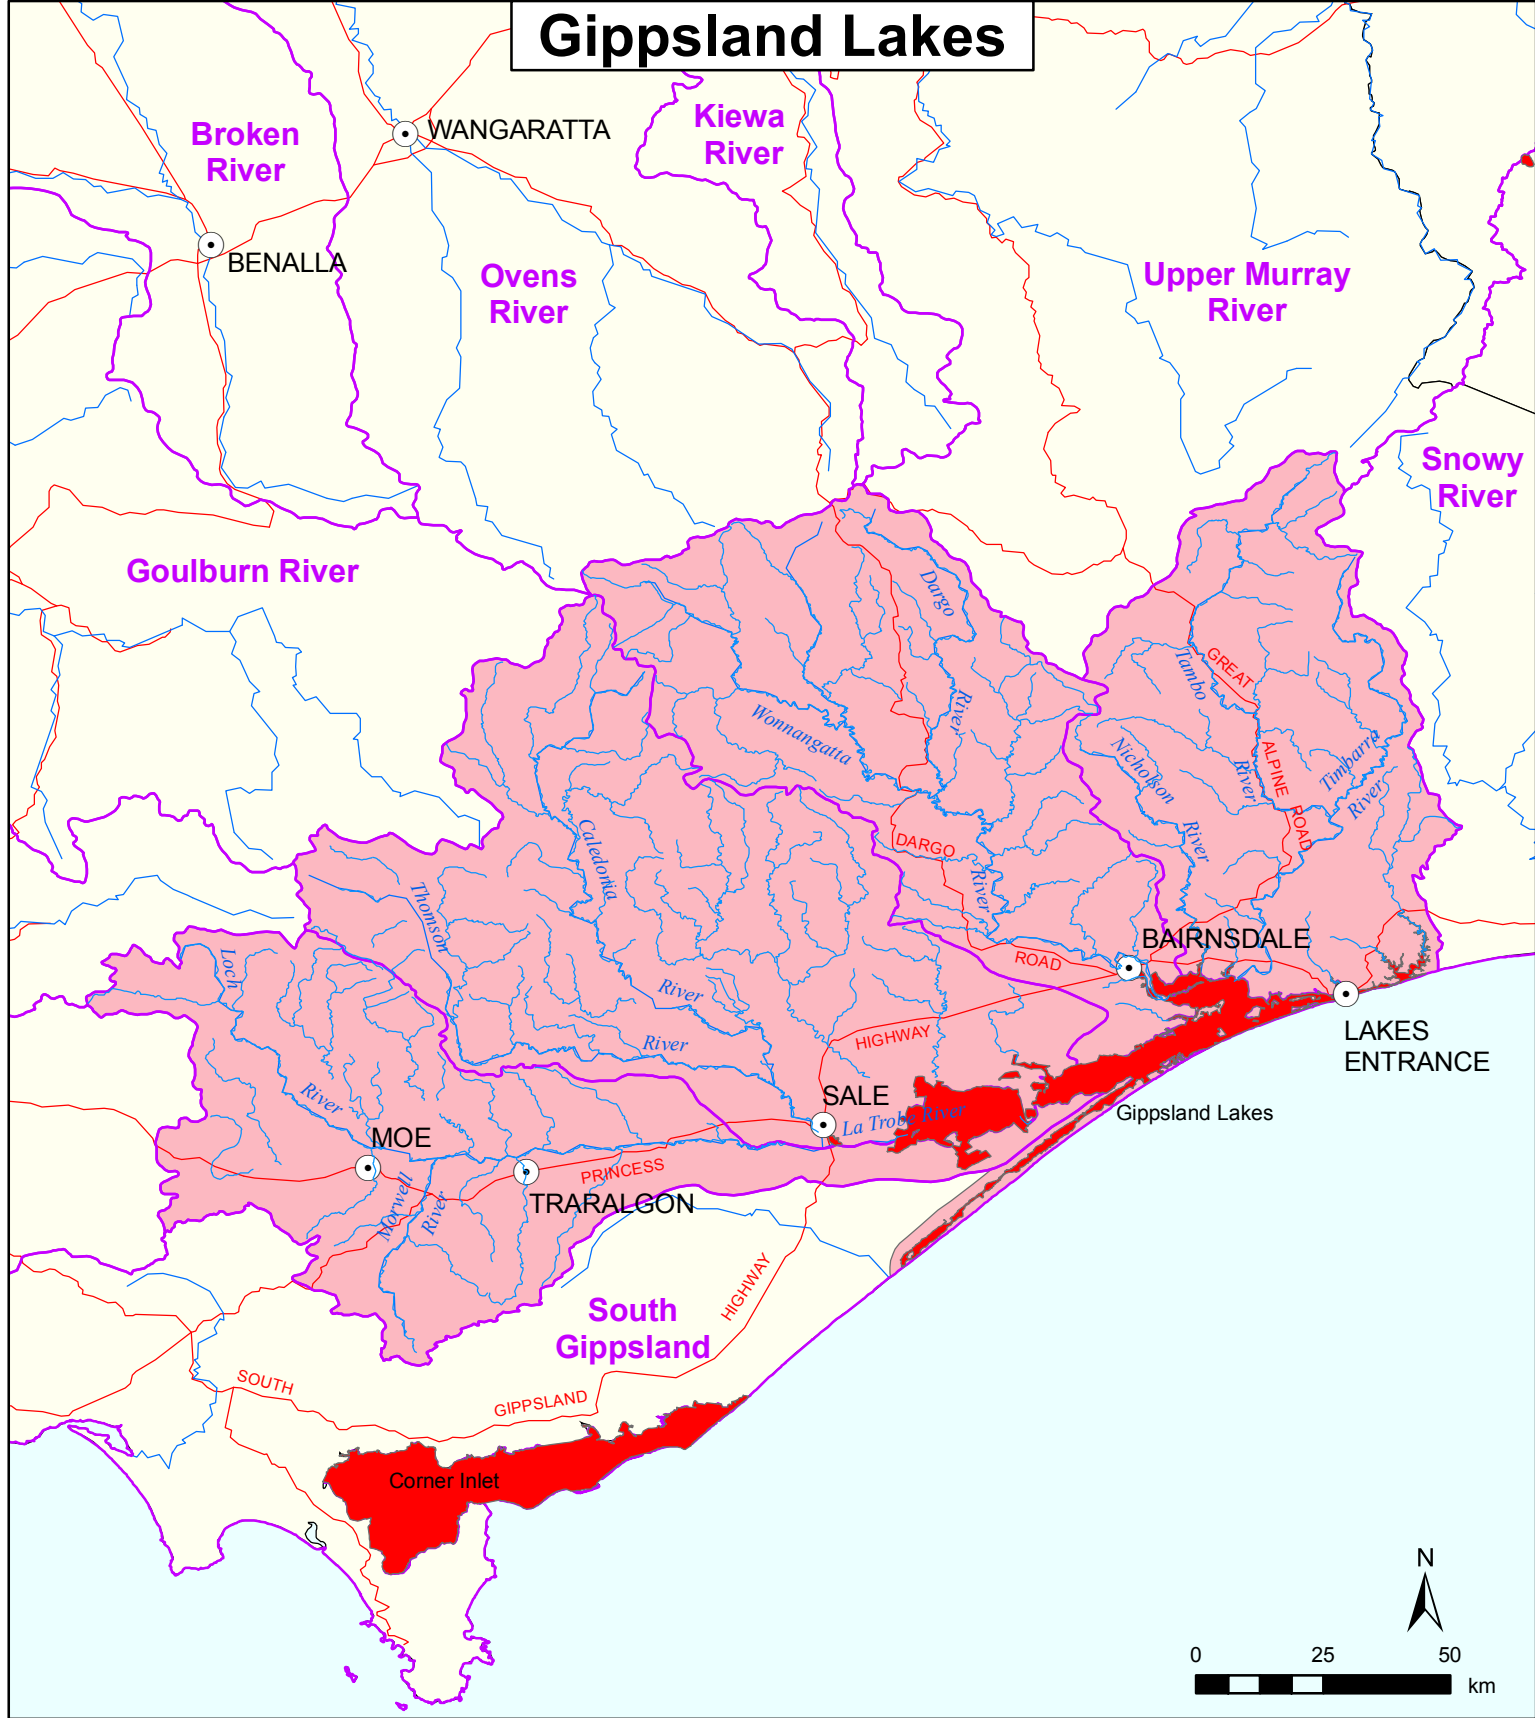 Gippsland Lakes
Kiewa
River
Broken
River
WANGARATTA
BENALLA
Ovens
River
Upper Murray
River
Snowy
River
Goulburn River
Dargo
River
GREAT
Tambo
River
Wonnangatta
River
Nicholson
River
ALPINE ROAD
Timbarra
River
Caledonia
River
DARGO
ROAD
Thomson
River
BAIRNSDALE
Loch
River
HIGHWAY
LAKES
ENTRANCE
SALE
La Trobe River
Gippsland Lakes
MOE
PRINCESS
TRARALGON
Morwell
River
HIGHWAY
South
Gippsland
SOUTH
GIPPSLAND
Corner Inlet
N
0 25 50
km